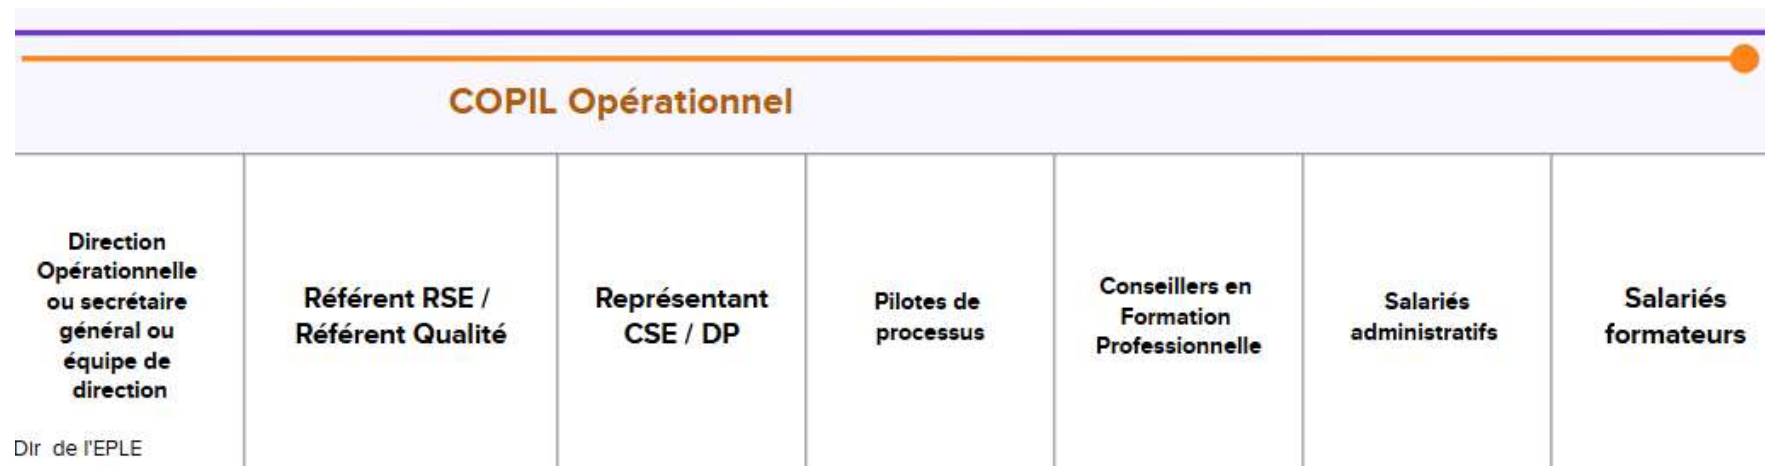 COPIL Opérationnel
Direction
Opérationnelle
ou secrétaire
général ou
équipe de
direction
Dir de l'EPLE
Référent RSE /
Référent Qualité
Représentant
CSE / DP
Pilotes de
processus
Conseillers en
Formation
Professionnelle
Salariés
administratifs
Salariés
formateurs